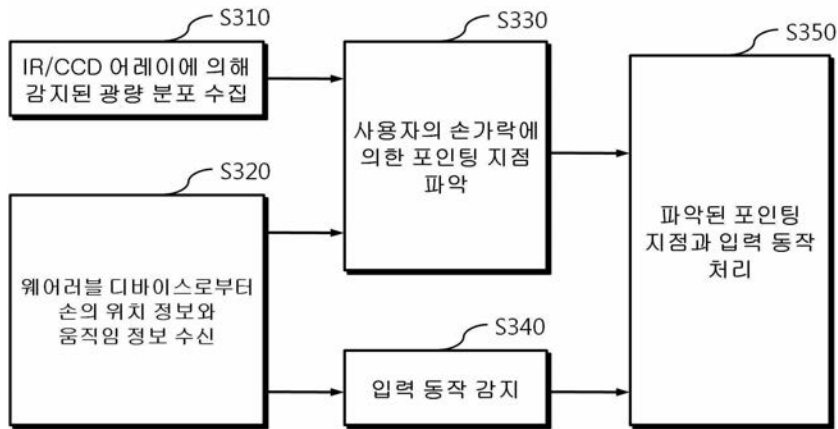 S310
IR/CCD 어레이에 의해
감지된 광량 분포 수집
S320
웨어러블 디바이스로부터
손의 위치 정보와
움직임 정보 수신
S330
사용자의 손가락에
의한 포인팅 지점
파악
S340
입력 동작 감지
S350
파악된 포인팅
지점과 입력 동작
처리